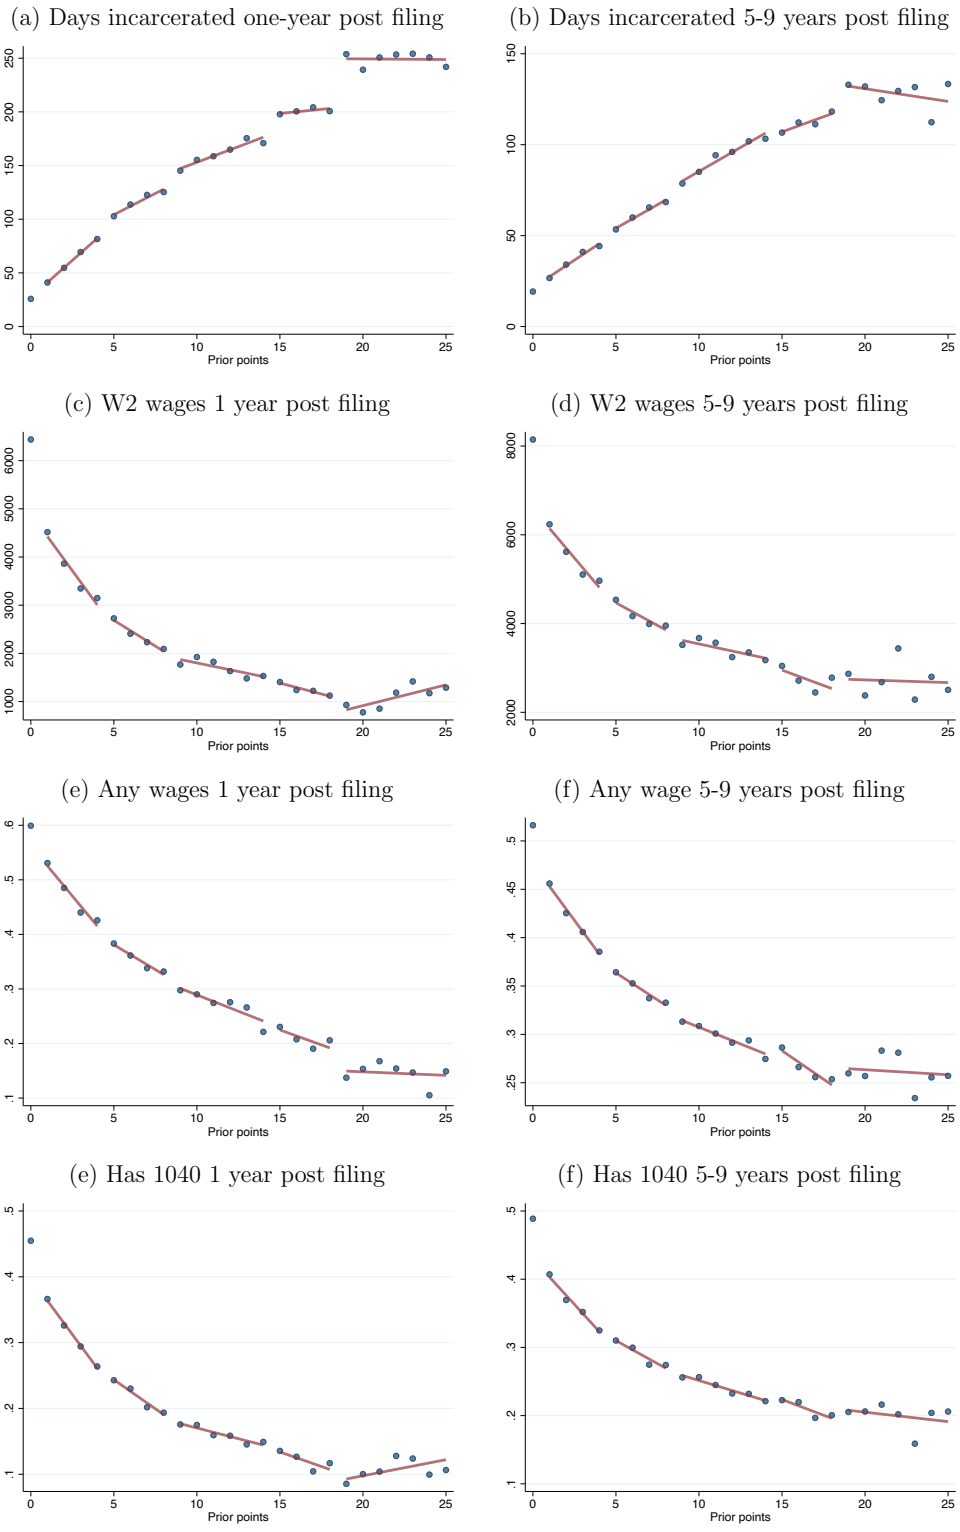 (a) Days incarcerated one-year post filing
(b) Days incarcerated 5-9 years post filing
250
200
150
100
50
0
0 5 10 15 20 25
Prior points
150
100
50
0
0 5 10 15 20 25
Prior points
(c) W2 wages 1 year post filing
(d) W2 wages 5-9 years post filing
6000
5000
4000
3000
2000
1000
0 5 10 15 20 25
Prior points
8000
6000
4000
2000
0 5 10 15 20 25
Prior points
(e) Any wages 1 year post filing
(f) Any wage 5-9 years post filing
.6
.5
.4
.3
.2
.1
0 5 10 15 20 25
Prior points
.5
.45
.4
.35
.3
.25
0 5 10 15 20 25
Prior points
(e) Has 1040 1 year post filing
(f) Has 1040 5-9 years post filing
.5
.4
.3
.2
.1
0 5 10 15 20 25
Prior points
.5
.4
.3
.2
.1
0 5 10 15 20 25
Prior points